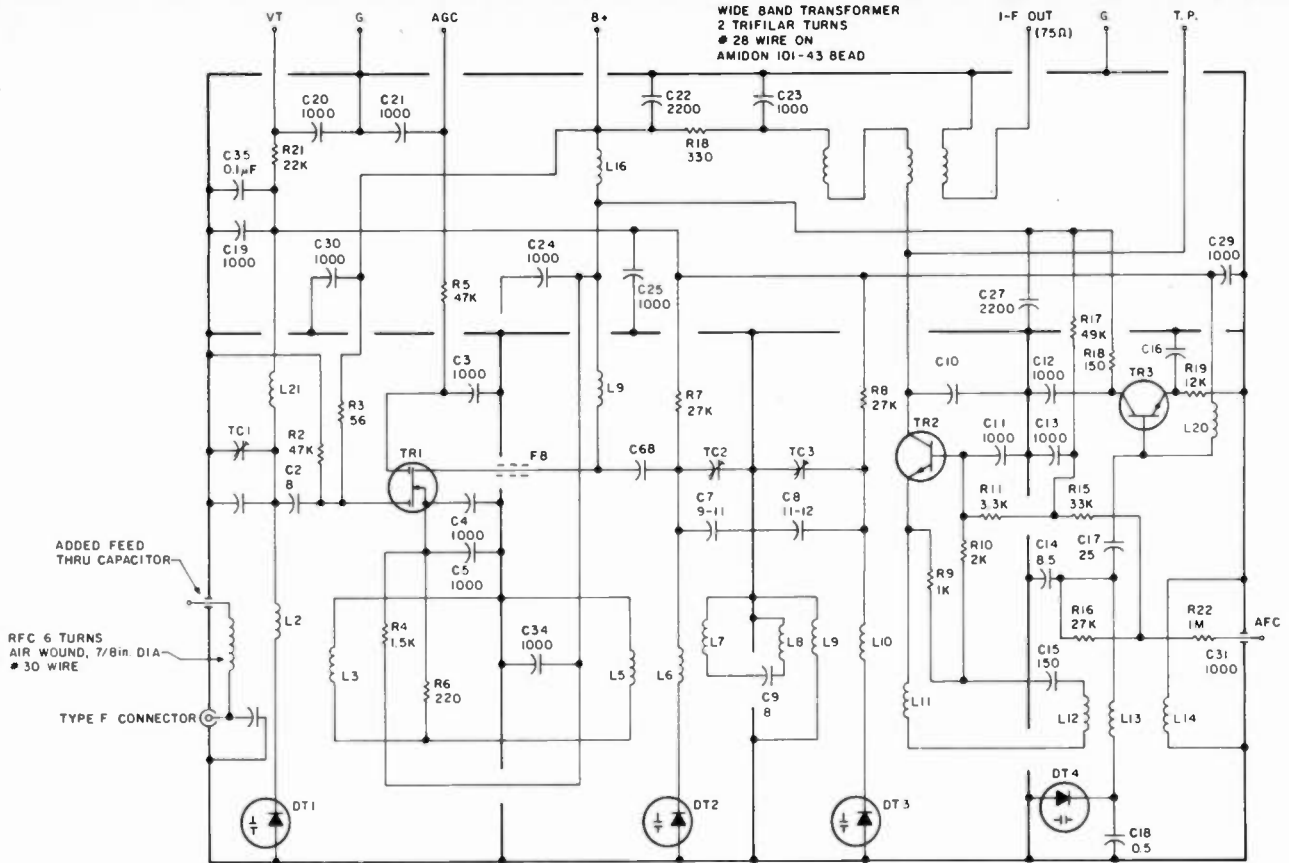 VT
G.
AGC
8+
WIDE BAND TRANSFORMER
2 TRIFILAR TURNS
# 28 WIRE ON
AMIDON 101-43 BEAD
I-F OUT
(75Ω)
G.
T. P.
C20
1000
C21
1000
C22
2200
C23
1000
R18
330
C35
0.1µF
R21
22K
L16
C19
1000
C30
1000
C24
1000
C25
1000
C29
1000
R5
47K
C27
2200
R17
49K
R18
150
C16
R19
12K
L21
C3
1000
L9
R7
27K
R8
27K
C10
C12
1000
TR3
L20
TC1
R2
47K
R3
56
TR1
F8
C68
TC2
TC3
TR2
C11
1000
C13
1000
C2
8
C4
1000
C5
1000
C7
9-11
C8
11-12
R11
3.3K
R15
33K
C17
25
ADDED FEED
THRU CAPACITOR
R10
2K
C14
8.5
R9
1K
R16
27K
R22
1M
AFC
C31
1000
RFC 6 TURNS
AIR WOUND, 7/8in. DIA
# 30 WIRE
L2
R4
1.5K
L3
R6
220
C34
1000
L5
L6
L7
L8
L9
L10
C9
8
L11
C15
150
L12
L13
L14
TYPE F CONNECTOR
DT1
DT2
DT3
DT4
C18
0.5